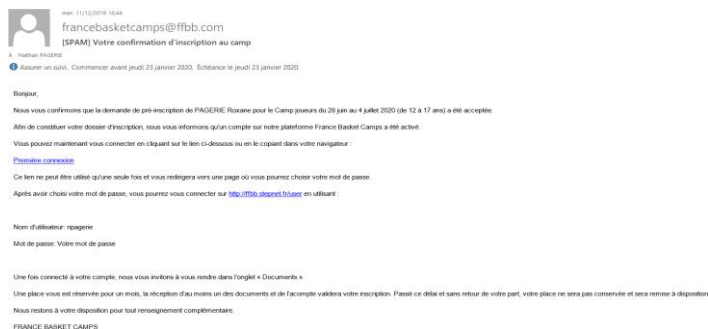 mer. 11/12/2019 18:44
francebasketcamps@ffbb.com
[SPAM] Votre confirmation d'inscription au camp
À Nathan PAGERIE
Assurer un suivi. Commencer avant jeudi 23 janvier 2020. Échéance le jeudi 23 janvier 2020.
Bonjour,
Nous vous confirmons que la demande de pré-inscription de PAGERIE Roxane pour le Camp joueurs du 28 juin au 4 juillet 2020 (de 12 à 17 ans) a été acceptée.
Afin de constituer votre dossier d'inscription, nous vous informons qu'un compte sur notre plateforme France Basket Camps a été activé.
Vous pouvez maintenant vous connecter en cliquant sur le lien ci-dessous ou en le copiant dans votre navigateur :
Première connexion
Ce lien ne peut être utilisé qu'une seule fois et vous redirigera vers une page où vous pourrez choisir votre mot de passe.
Après avoir choisi votre mot de passe, vous pourrez vous connecter sur http://ffbb.stepnet.fr/user en utilisant :
Nom d'utilisateur: npagerie
Mot de passe: Votre mot de passe
Une fois connecté à votre compte, nous vous invitons à vous rendre dans l'onglet « Documents ».
Une place vous est réservée pour un mois, la réception d'au moins un des documents et de l'acompte validera votre inscription. Passé ce délai et sans retour de votre part, votre place ne sera pas conservée et sera remise à disposition
Nous restons à votre disposition pour tout renseignement complémentaire.
FRANCE BASKET CAMPS